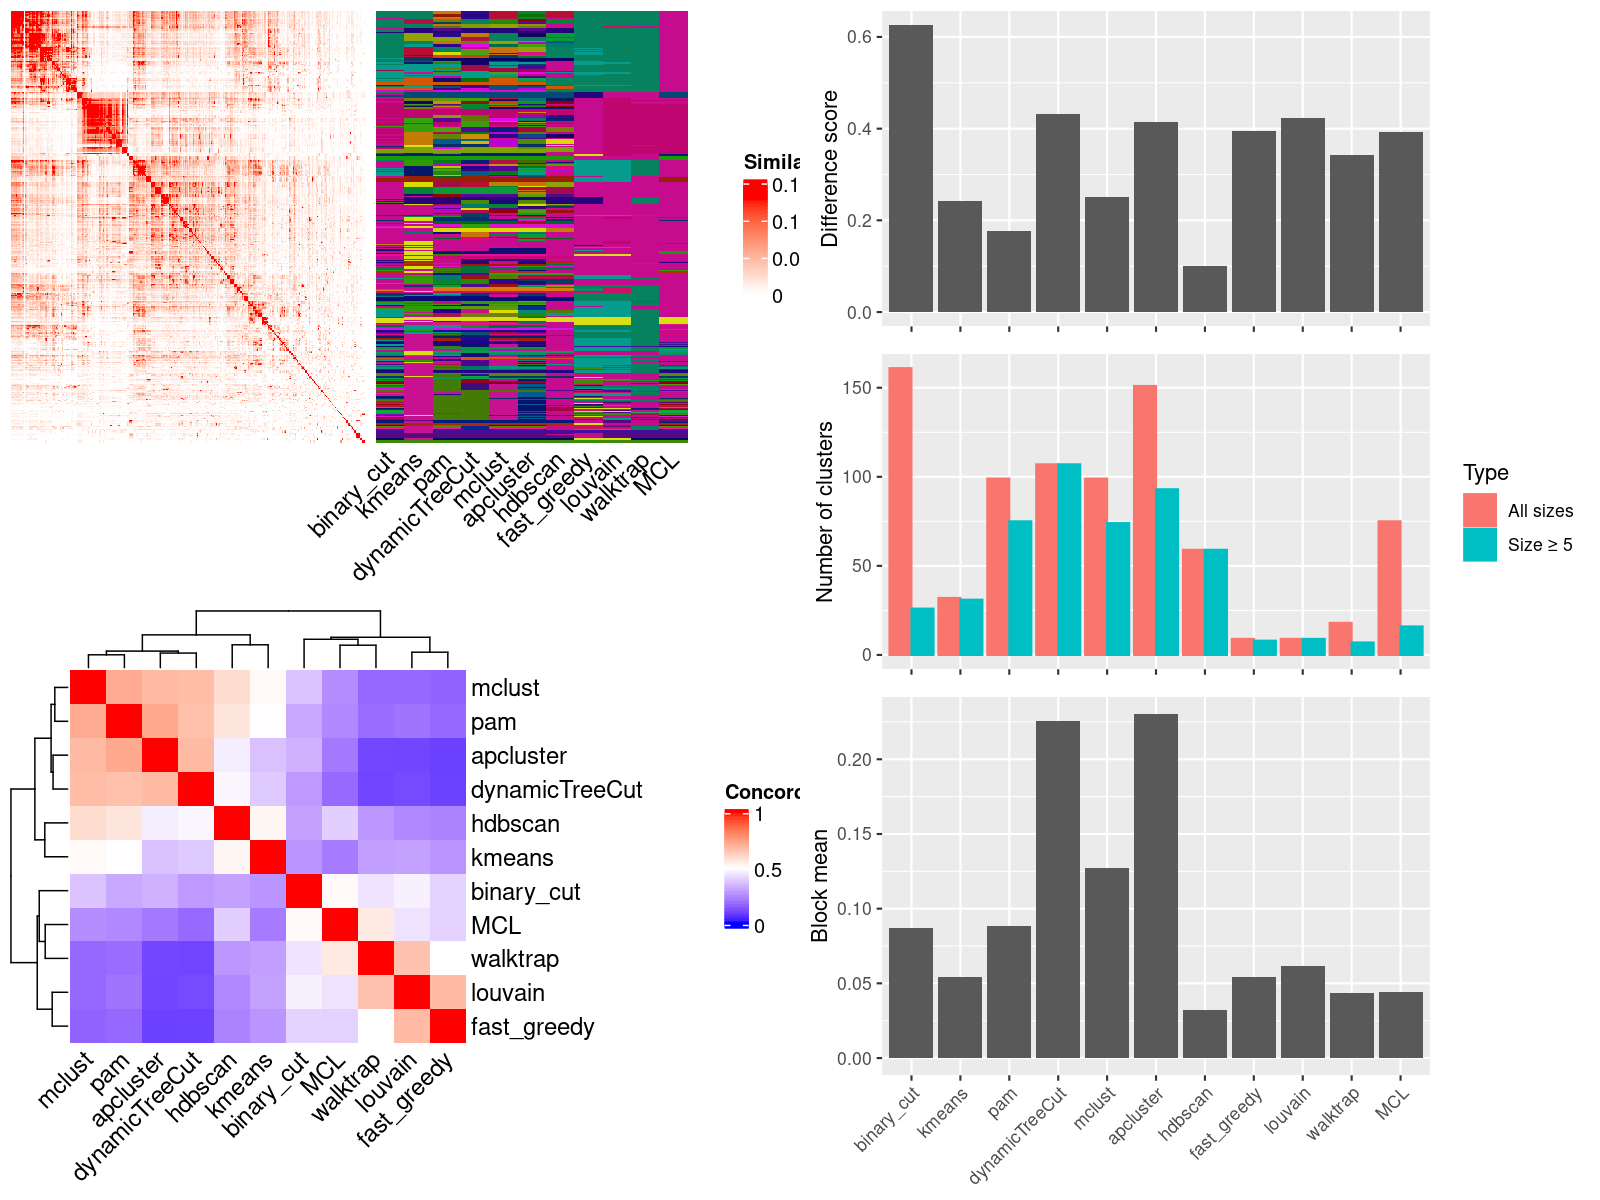 Simila
0.1
0.1
0.0
0
binary_cut
kmeans
pam
dynamicTreeCut
mclust
apcluster
hdbscan
fast_greedy
louvain
walktrap
MCL
mclust
pam
apcluster
dynamicTreeCut
hdbscan
kmeans
binary_cut
MCL
walktrap
louvain
fast_greedy
mclust
pam
apcluster
dynamicTreeCut
hdbscan
kmeans
binary_cut
MCL
walktrap
louvain
fast_greedy
Concord
1
0.5
0
Difference score
0.6
0.4
0.2
0.0
Number of clusters
150
100
50
0
Type
All sizes
Size ≥ 5
Block mean
0.20
0.15
0.10
0.05
0.00
binary_cut
kmeans
pam
dynamicTreeCut
mclust
apcluster
hdbscan
fast_greedy
louvain
walktrap
MCL